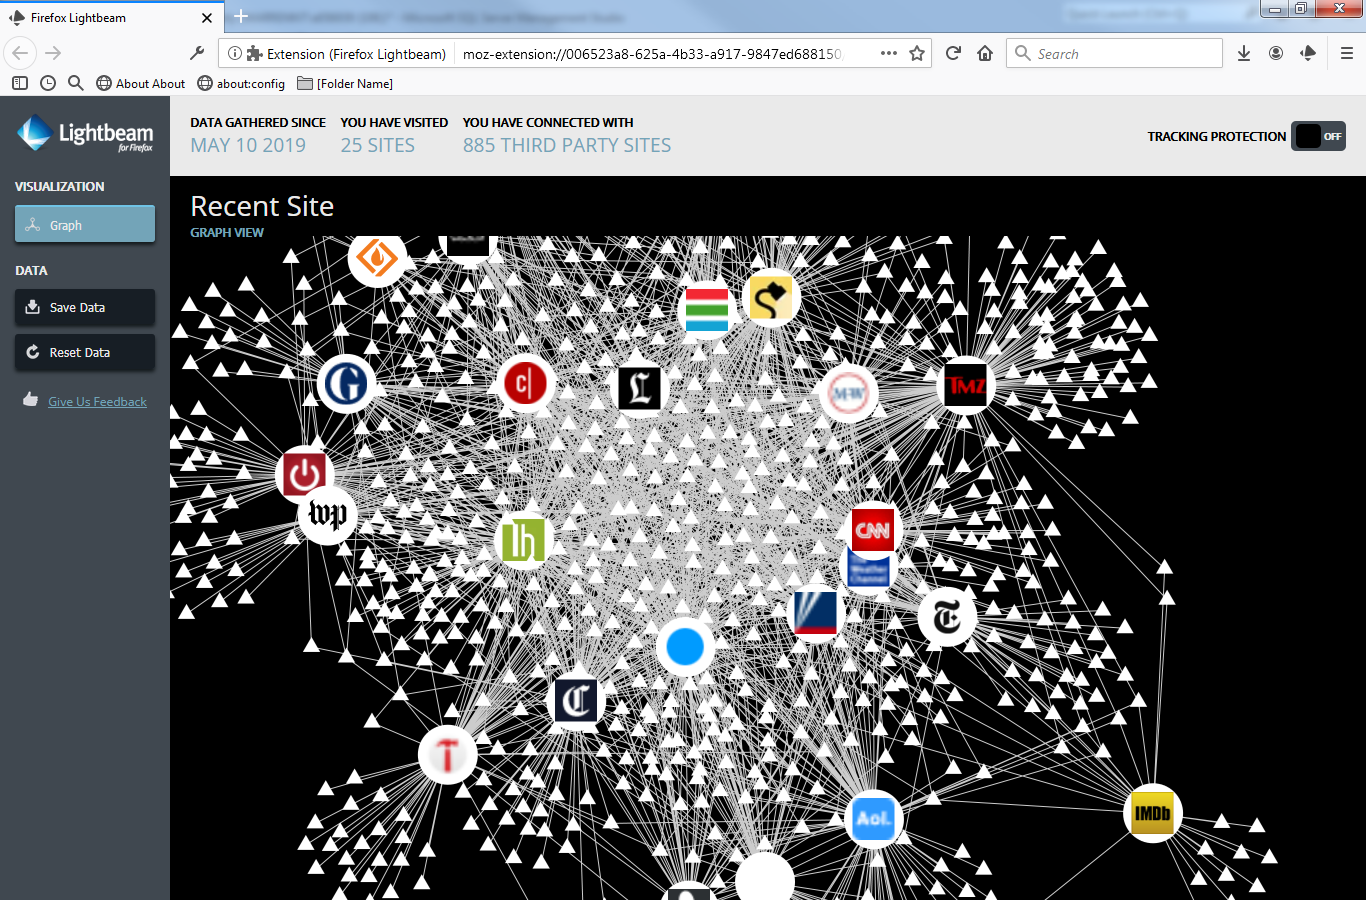 Firefox Lightbeam
Extension (Firefox Lightbeam)
moz-extension://006523a8-625a-4b33-a917-9847ed688150
Search
About About
about:config
[Folder Name]
Lightbeam
for Firefox
DATA GATHERED SINCE
YOU HAVE VISITED
YOU HAVE CONNECTED WITH
MAY 10 2019
25 SITES
885 THIRD PARTY SITES
TRACKING PROTECTION
OFF
VISUALIZATION
Graph
DATA
Save Data
Reset Data
Give Us Feedback
Recent Site
GRAPH VIEW
G
c|
L
M-W
TMZ
wp
lh
CNN
Weather
Channel
T
C
T
Aol.
IMDb